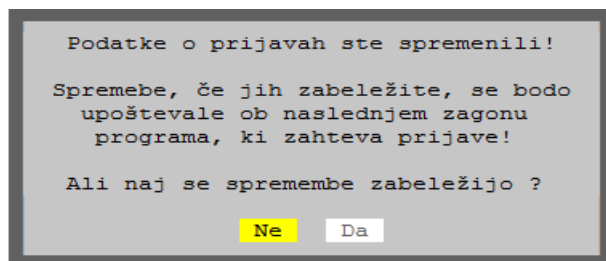 Podatke o prijavah ste spremenili!
Spremebe, če jih zabeležite, se bodo
upoštevale ob naslednjem zagonu
programa, ki zahteva prijave!
Ali naj se spremembe zabeležijo ?
Ne Da